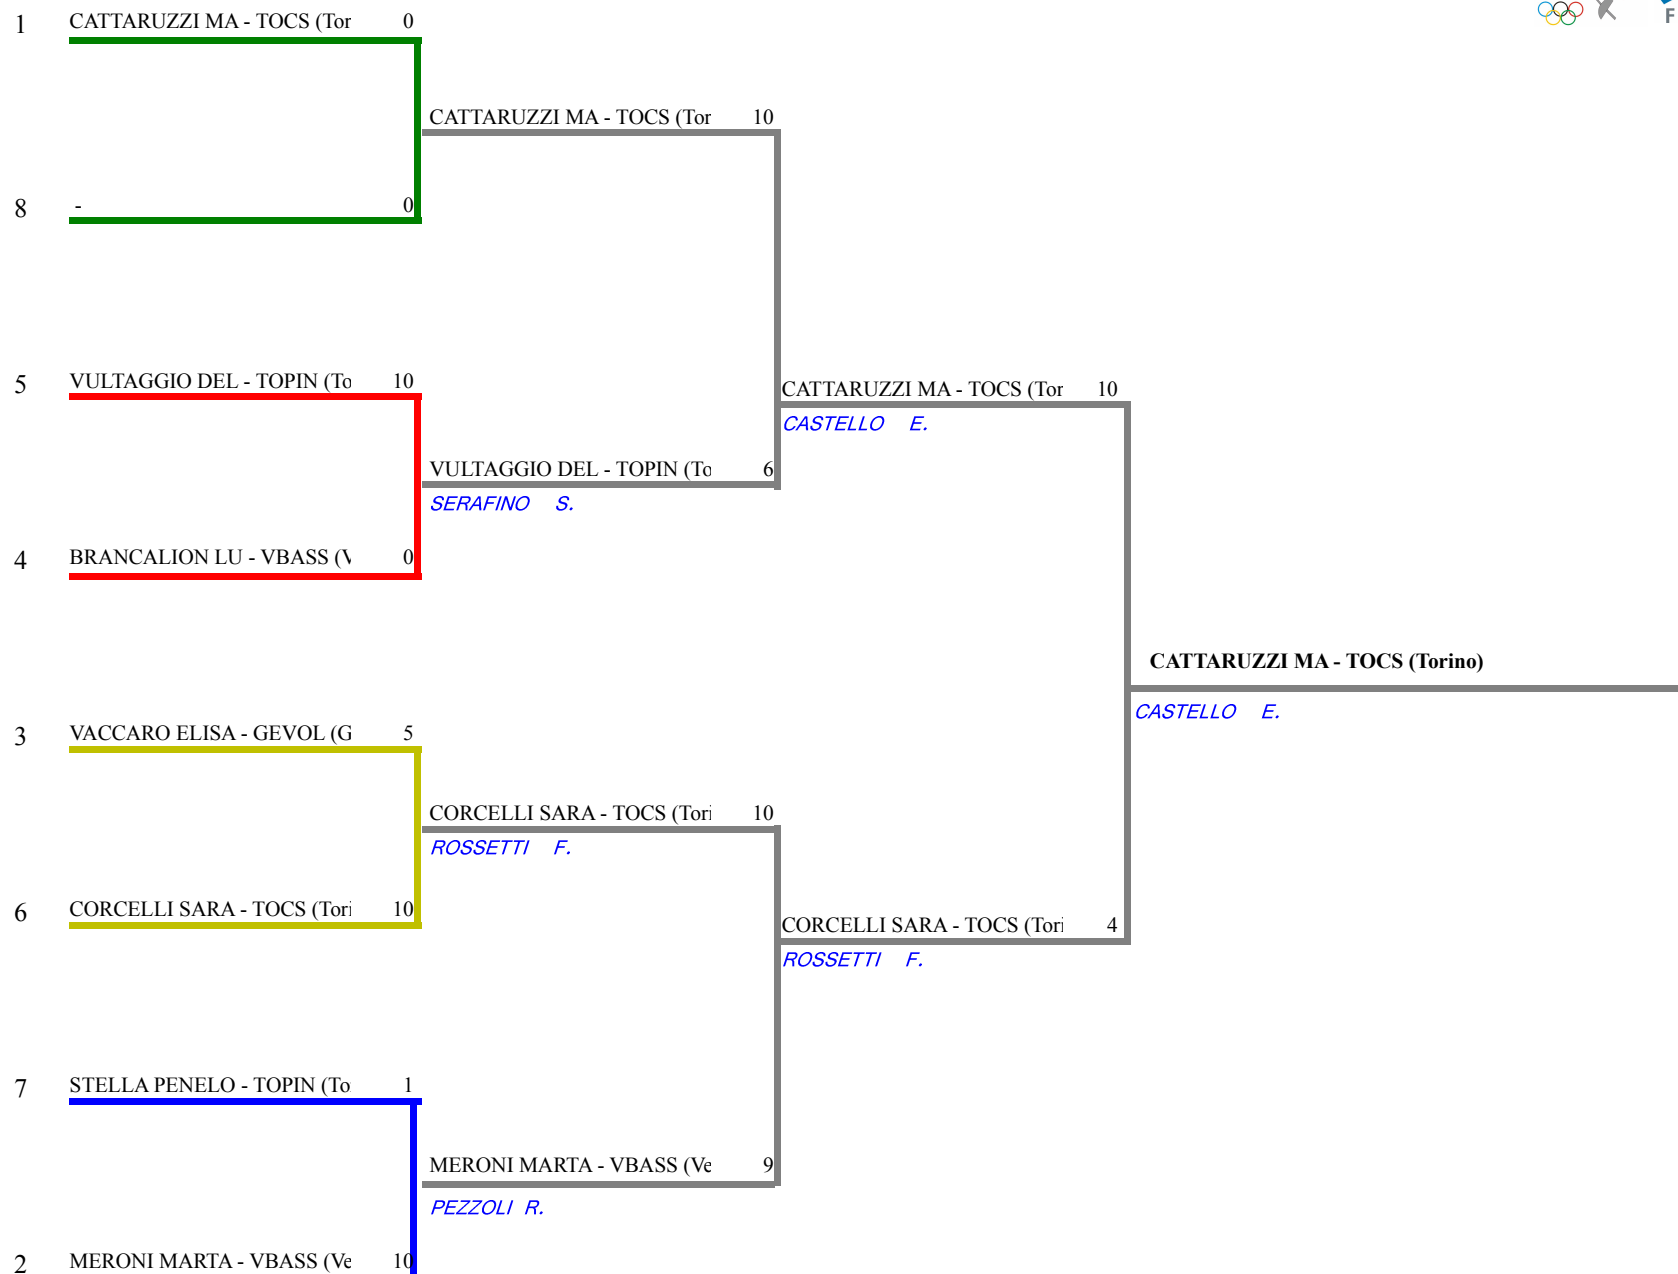 1 CATTARUZZI MA - TOCS (Tor 0
F
CATTARUZZI MA - TOCS (Tor 10
8 - 0
5 VULTAGGIO DEL - TOPIN (To 10
CATTARUZZI MA - TOCS (Tor 10
CASTELLO E.
VULTAGGIO DEL - TOPIN (To 6
SERAFINO S.
4 BRANCALION LU - VBASS (V 0
CATTARUZZI MA - TOCS (Torino)
CASTELLO E.
3 VACCARO ELISA - GEVOL (G 5
CORCELLI SARA - TOCS (Tori 10
ROSSETTI F.
6 CORCELLI SARA - TOCS (Tori 10
CORCELLI SARA - TOCS (Tori 4
ROSSETTI F.
7 STELLA PENELO - TOPIN (To 1
MERONI MARTA - VBASS (Ve 9
PEZZOLI R.
2 MERONI MARTA - VBASS (Ve 10